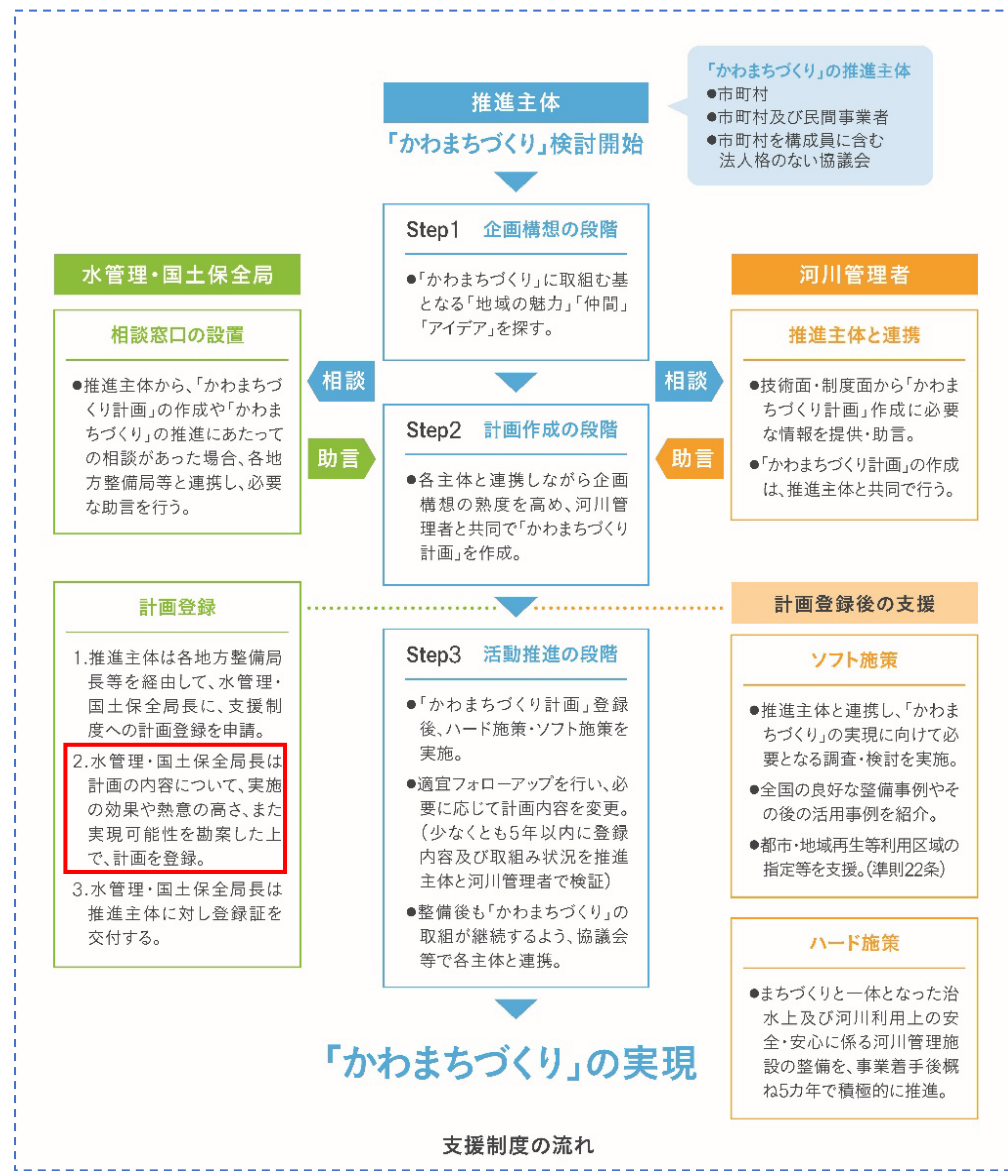 推進主体
「かわまちづくり」検討開始
「かわまちづくり」の推進主体
●市町村
●市町村及び民間事業者
●市町村を構成員に含む
法人格のない協議会
Step1 企画構想の段階
●「かわまちづくり」に取組む基
となる「地域の魅力」「仲間」
「アイデア」を探す。
水管理・国土保全局
相談窓口の設置
●推進主体から、「かわまちづ
くり計画」の作成や「かわま
ちづくり」の推進にあたって
の相談があった場合、各地
方整備局等と連携し、必要
な助言を行う。
相談
助言
相談
助言
河川管理者
推進主体と連携
●技術面・制度面から「かわま
ちづくり計画」作成に必要
な情報を提供・助言。
●「かわまちづくり計画」の作成
は、推進主体と共同で行う。
Step2 計画作成の段階
●各主体と連携しながら企画
構想の熟度を高め、河川管
理者と共同で「かわまちづくり
計画」を作成。
計画登録
1.推進主体は各地方整備局
長等を経由して、水管理・
国土保全局長に、支援制
度への計画登録を申請。
2.水管理・国土保全局長は
計画の内容について、実施
の効果や熱意の高さ、また
実現可能性を勘案した上
で、計画を登録。
3.水管理・国土保全局長は
推進主体に対し登録証を
交付する。
Step3 活動推進の段階
●「かわまちづくり計画」登録
後、ハード施策・ソフト施策を
実施。
●適宜フォローアップを行い、必
要に応じて計画内容を変更。
（少なくとも5年以内に登録
内容及び取組み状況を推進
主体と河川管理者で検証）
●整備後も「かわまちづくり」の
取組が継続するよう、協議会
等で各主体と連携。
計画登録後の支援
ソフト施策
●推進主体と連携し、「かわま
ちづくり」の実現に向けて必
要となる調査・検討を実施。
●全国の良好な整備事例やそ
の後の活用事例を紹介。
●都市・地域再生等利用区域の
指定等を支援。（準則22条）
ハード施策
●まちづくりと一体となった治
水上及び河川利用上の安
全・安心に係る河川管理施
設の整備を、事業着手後概
ね5カ年で積極的に推進。
「かわまちづくり」の実現
支援制度の流れ